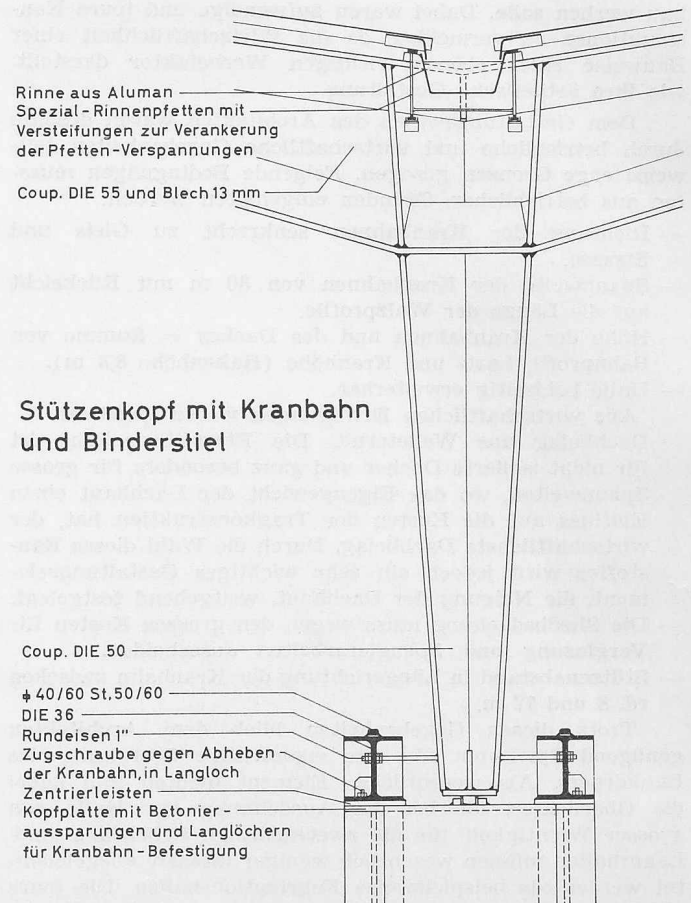 Rinne aus Aluman
Spezial-Rinnenpfetten mit
Versteifungen zur Verankerung
der Pfetten-Verspannungen
Coup. DIE 55 und Blech 13 mm
Stützenkopf mit Kranbahn
und Binderstiel
Coup. DIE 50
ϕ 40/60 St, 50/60
DIE 36
Rundeisen 1"
Zugschraube gegen Abheben
der Kranbahn, in Langloch
Zentrierleisten
Kopfplatte mit Betonier-
aussparungen und Langlöchern
für Kranbahn-Befestigung